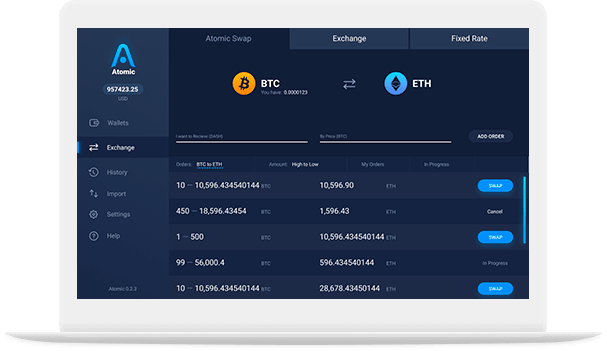 Atomic Swap
Exchange
Fixed Rate
Atomic
957423.25
USD
BTC
You have: 0.0000123
ETH
Wallets
Exchange
History
Import
Settings
Help
Atomic 0.2.3
I want to Recieve (DASH)
By Price (BTC)
ADD ORDER
Orders: BTC to ETH
Amount: High to Low
My Orders
In Progress
10 — 10,596.434540144 BTC 10,596.90 ETH SWAP
450 — 18,596.43454 BTC 1,596.43 ETH Cancel
1 — 500 BTC 10,596.434540144 ETH SWAP
99 — 56,000.4 BTC 596.434540144 ETH In Progress
10 — 10,596.434540144 BTC 28,678.43450144 ETH SWAP